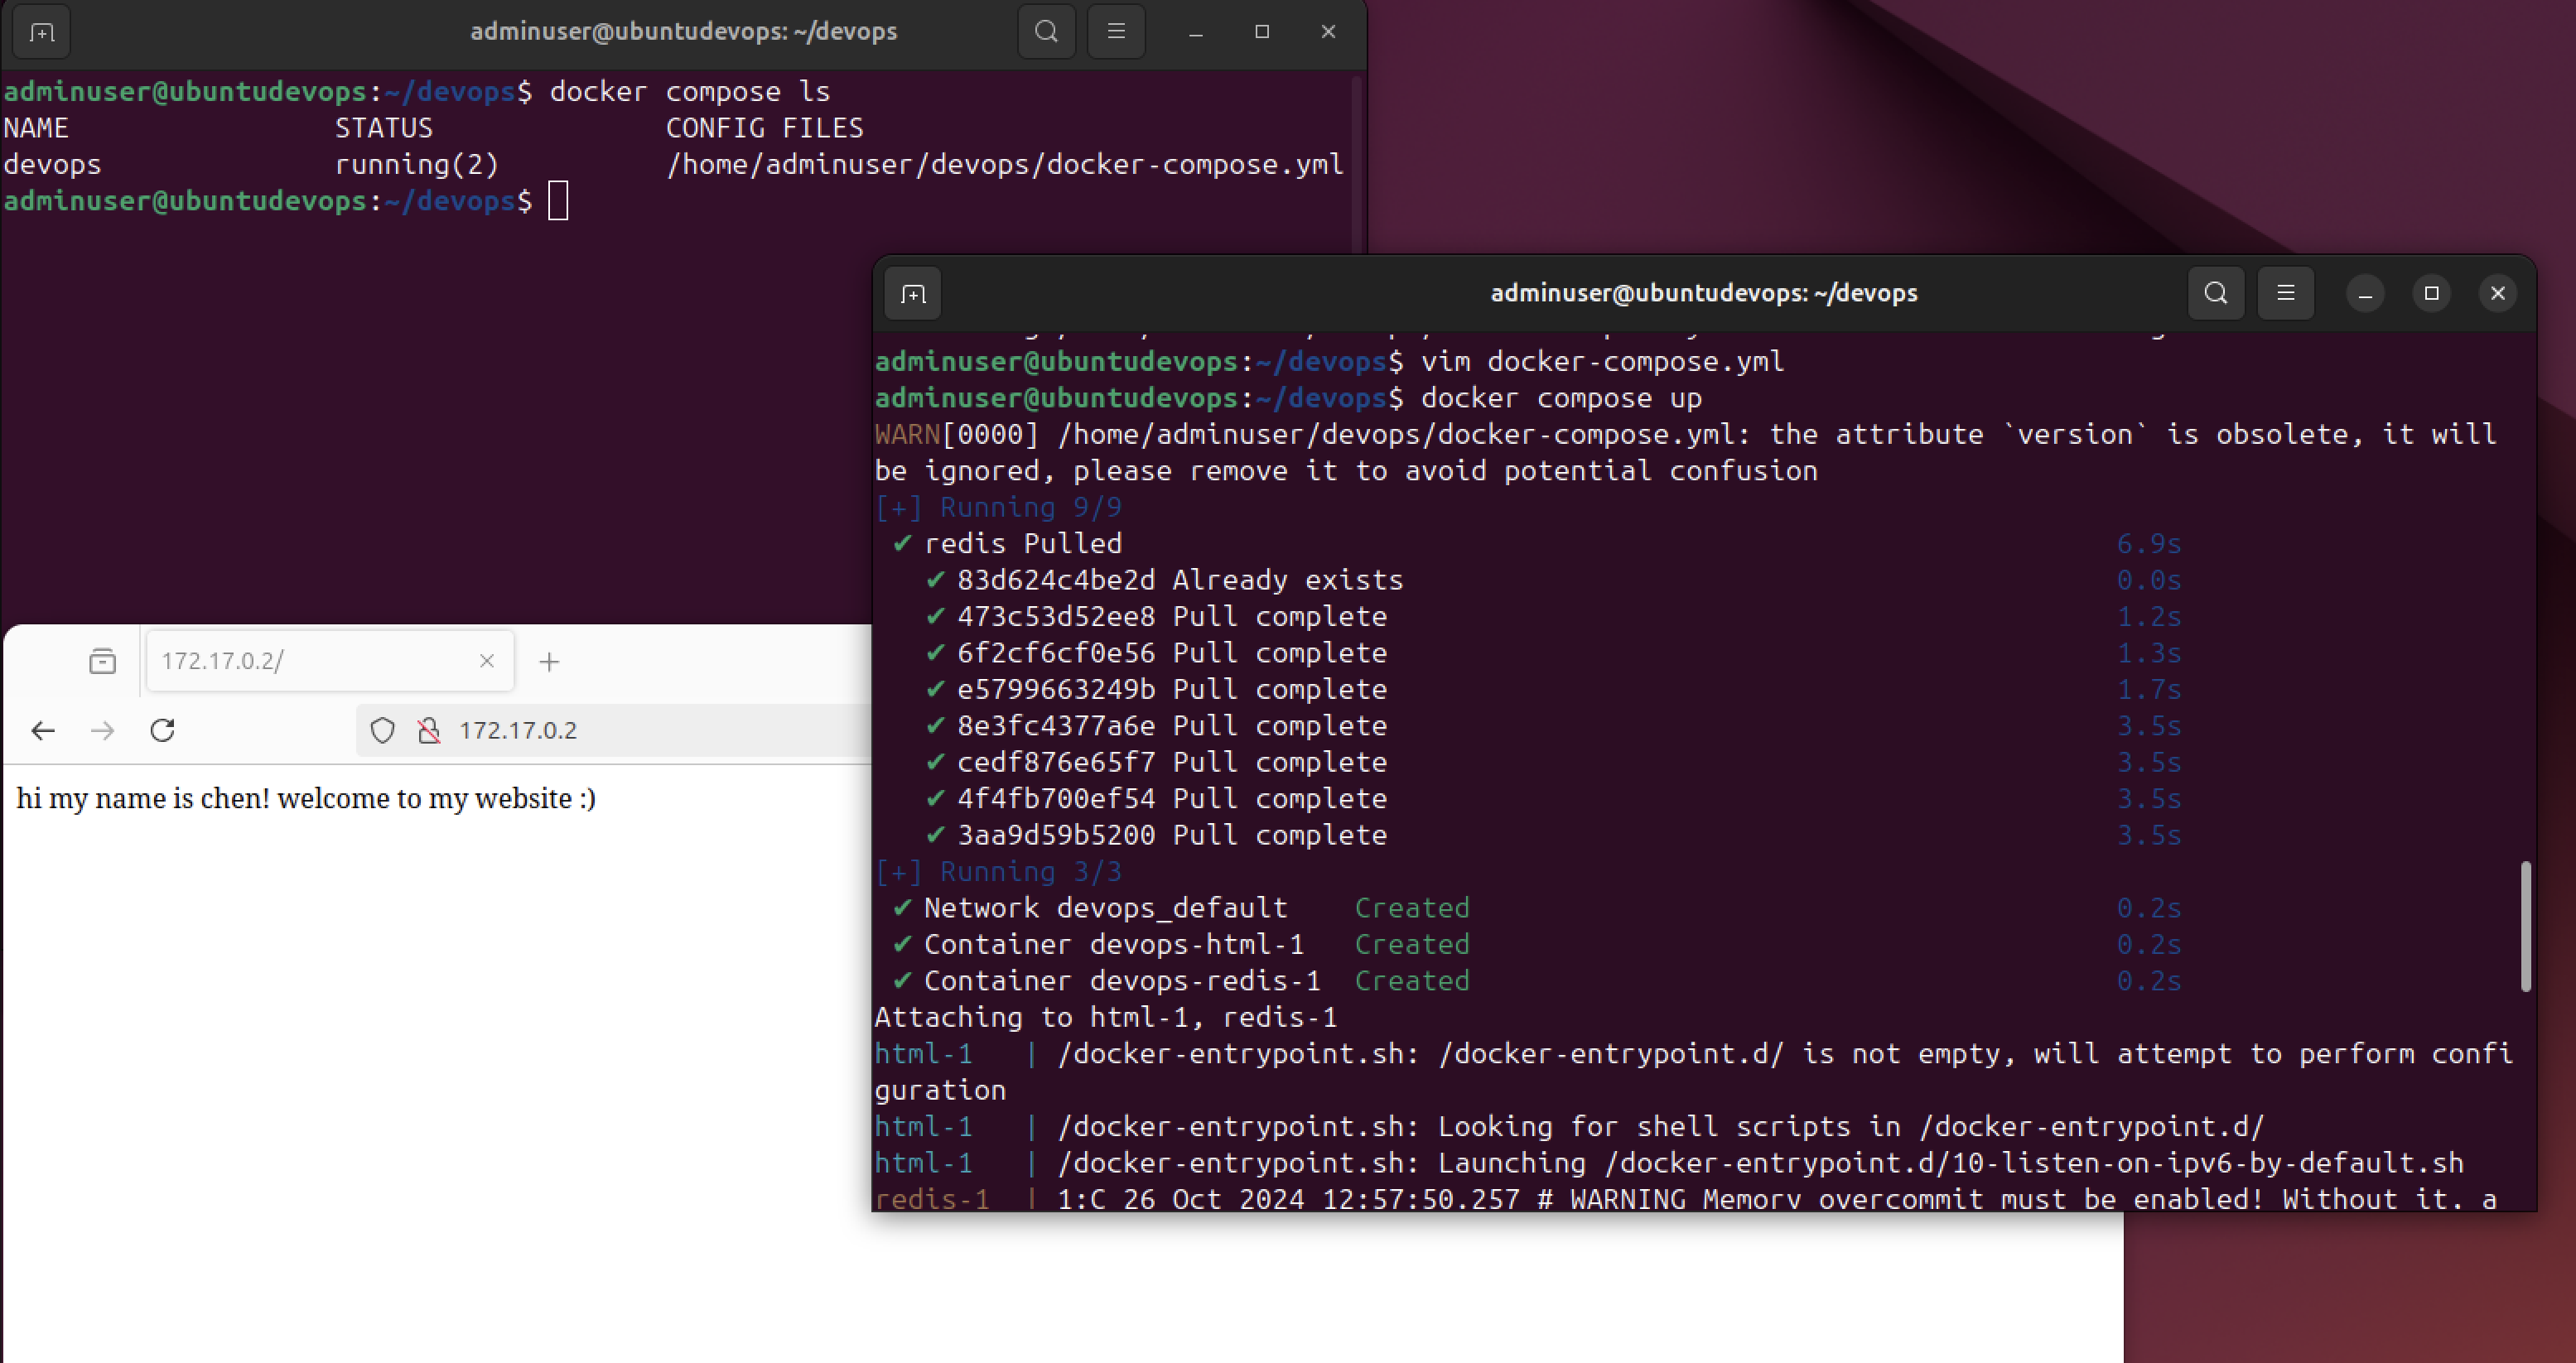 adminuser@ubuntudevops: ~/devops
adminuser@ubuntudevops:~/devops$ docker compose ls
NAME                STATUS              CONFIG FILES
devops              running(2)          /home/adminuser/devops/docker-compose.yml
adminuser@ubuntudevops:~/devops$
172.17.0.2/
172.17.0.2
hi my name is chen! welcome to my website :)
adminuser@ubuntudevops: ~/devops
adminuser@ubuntudevops:~/devops$ vim docker-compose.yml
adminuser@ubuntudevops:~/devops$ docker compose up
WARN[0000] /home/adminuser/devops/docker-compose.yml: the attribute `version` is obsolete, it will
be ignored, please remove it to avoid potential confusion
[+] Running 9/9
✔ redis Pulled 6.9s
✔ 83d624c4be2d Already exists 0.0s
✔ 473c53d52ee8 Pull complete 1.2s
✔ 6f2cf6cf0e56 Pull complete 1.3s
✔ e5799663249b Pull complete 1.7s
✔ 8e3fc4377a6e Pull complete 3.5s
✔ cedf876e65f7 Pull complete 3.5s
✔ 4f4fb700ef54 Pull complete 3.5s
✔ 3aa9d59b5200 Pull complete 3.5s
[+] Running 3/3
✔ Network devops_default    Created 0.2s
✔ Container devops-html-1   Created 0.2s
✔ Container devops-redis-1  Created 0.2s
Attaching to html-1, redis-1
html-1   | /docker-entrypoint.sh: /docker-entrypoint.d/ is not empty, will attempt to perform confi
guration
html-1   | /docker-entrypoint.sh: Looking for shell scripts in /docker-entrypoint.d/
html-1   | /docker-entrypoint.sh: Launching /docker-entrypoint.d/10-listen-on-ipv6-by-default.sh
redis-1  | 1:C 26 Oct 2024 12:57:50.257 # WARNING Memory overcommit must be enabled! Without it, a